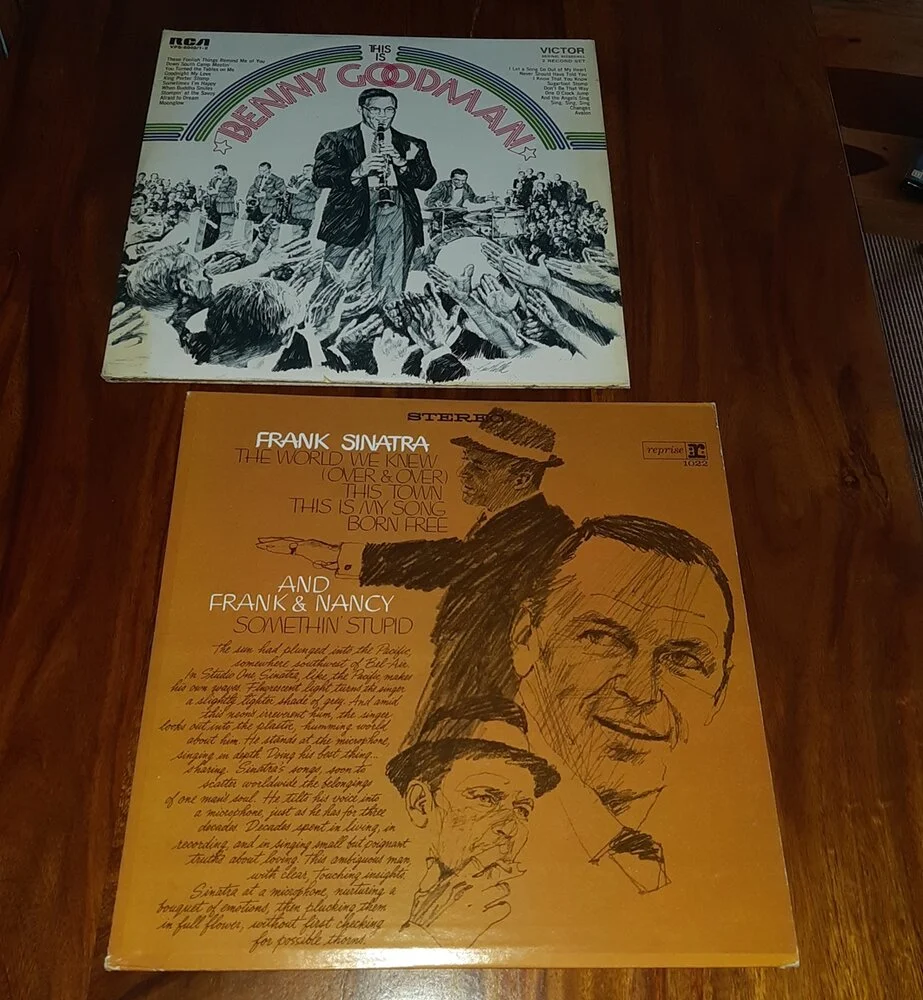 RCA
VPM-6040/1-2
THIS
IS
BENNY GOODMAN
VICTOR
2 RECORD SET
These Foolish Things Remind Me of You
Down South Camp Meetin'
You Turned the Tables on Me
Goodnight My Love
King Porter Stomp
Sometimes I'm Happy
When Buddha Smiles
Stompin' at the Savoy
Afraid to Dream
Moonglow
I Let a Song Go Out of My Heart
Never Should Have Told You
I Know That You Know
Sugarfoot Stomp
Don't Be That Way
One O'Clock Jump
And the Angels Sing
Sing, Sing, Sing
Changes
Avalon
STEREO
FRANK SINATRA
THE WORLD WE KNEW
(OVER & OVER)
THIS TOWN
THIS IS MY SONG
BORN FREE
reprise
1022
AND
FRANK & NANCY
SOMETHIN' STUPID
The sun had plunged into the Pacific,
somewhere southwest of Bel-Air.
In Studio One, Sinatra, like the Pacific, makes
his own waves. Fluorescent light turns the singer
a slightly lighter shade of grey. And amid
this room's irreverent hum, the singer
looks out into the plaster, humming world
about him. He stands at the microphone,
singing in depth. Doing his best thing...
sharing. Sinatra's songs, soon to
scatter worldwide the belongings
of one man's soul. He tilts his voice into
a microphone, just as he has for three
decades. Decades spent in living, in
recording, and in singing small but poignant
truths about loving. This ambiguous man,
with clear, touching insights.
Sinatra at a microphone, nurturing a
bouquet of emotions, then plucking them
in full flower, without first checking
for possible thorns.